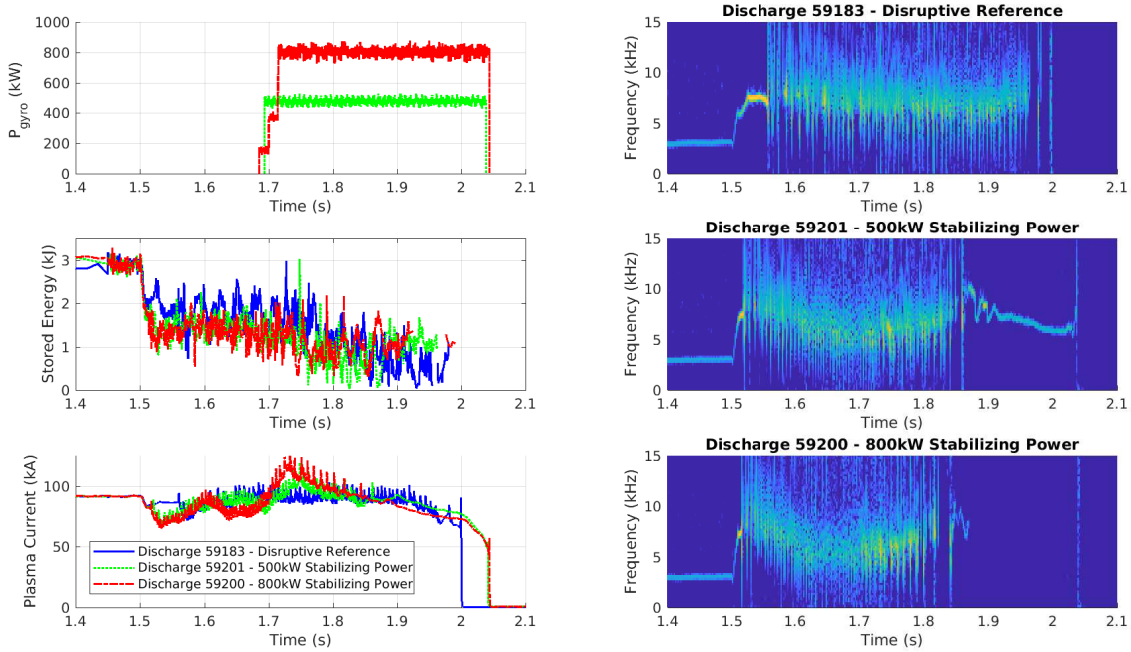 1000
800
600
400
200
0
P_gyro (kW)
1.4 1.5 1.6 1.7 1.8 1.9 2 2.1
Time (s)
3
2
1
0
Stored Energy (kJ)
1.4 1.5 1.6 1.7 1.8 1.9 2 2.1
Time (s)
100
50
0
Plasma Current (kA)
Discharge 59183 - Disruptive Reference
Discharge 59201 - 500kW Stabilizing Power
Discharge 59200 - 800kW Stabilizing Power
1.4 1.5 1.6 1.7 1.8 1.9 2 2.1
Time (s)
Discharge 59183 - Disruptive Reference
15
10
5
0
Frequency (kHz)
1.4 1.5 1.6 1.7 1.8 1.9 2 2.1
Time (s)
Discharge 59201 - 500kW Stabilizing Power
15
10
5
0
Frequency (kHz)
1.4 1.5 1.6 1.7 1.8 1.9 2 2.1
Time (s)
Discharge 59200 - 800kW Stabilizing Power
15
10
5
0
Frequency (kHz)
1.4 1.5 1.6 1.7 1.8 1.9 2 2.1
Time (s)